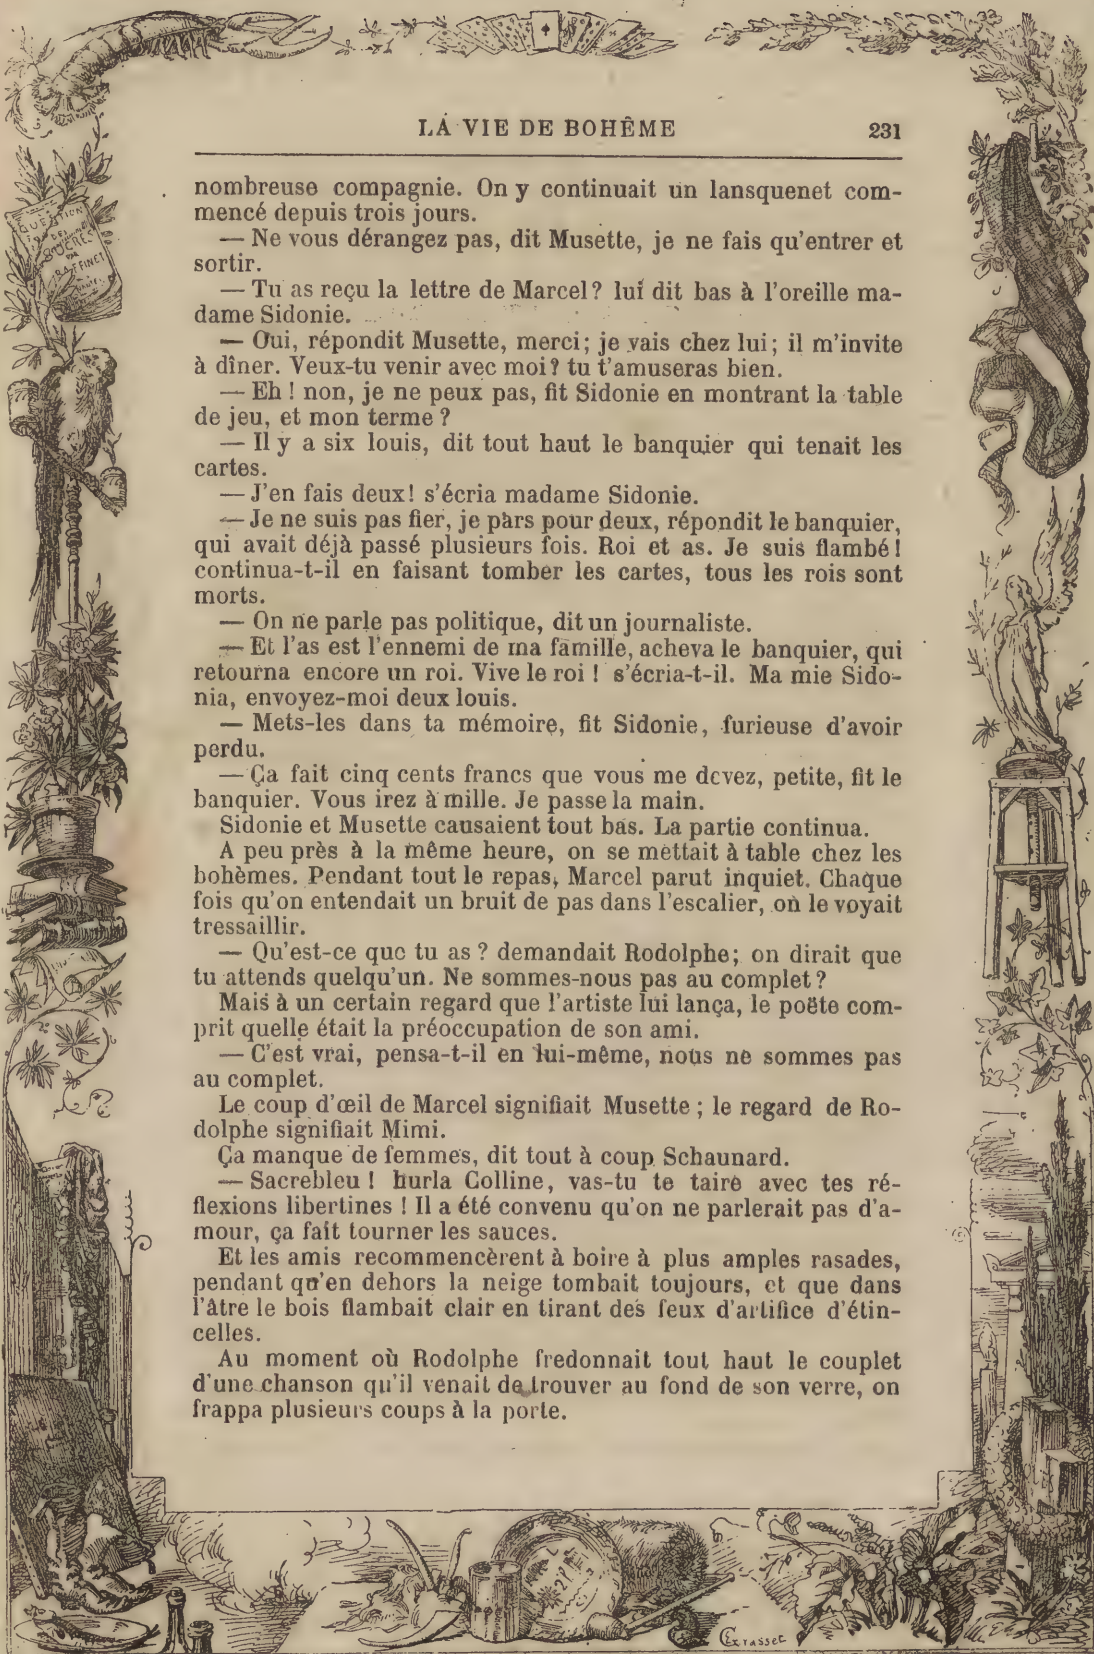 LA VIE DE BOHÊME 231
nombreuse compagnie. On y continuait un lansquenet com-
mencé depuis trois jours.
— Ne vous dérangez pas, dit Musette, je ne fais qu'entrer et
sortir.
— Tu as reçu la lettre de Marcel? lui dit bas à l'oreille ma-
dame Sidonie.
— Oui, répondit Musette, merci; je vais chez lui; il m'invite
à dîner. Veux-tu venir avec moi? tu t'amuseras bien.
— Eh! non, je ne peux pas, fit Sidonie en montrant la table
de jeu, et mon terme?
— Il y a six louis, dit tout haut le banquier qui tenait les
cartes.
— J'en fais deux! s'écria madame Sidonie.
— Je ne suis pas fier, je pars pour deux, répondit le banquier,
qui avait déjà passé plusieurs fois. Roi et as. Je suis flambé!
continua-t-il en faisant tomber les cartes, tous les rois sont
morts.
— On ne parle pas politique, dit un journaliste.
— Et l'as est l'ennemi de ma famille, acheva le banquier, qui
retourna encore un roi. Vive le roi! s'écria-t-il. Ma mie Sido-
nia, envoyez-moi deux louis.
— Mets-les dans ta mémoire, fit Sidonie, furieuse d'avoir
perdu.
— Ça fait cinq cents francs que vous me devez, petite, fit le
banquier. Vous irez à mille. Je passe la main.
Sidonie et Musette causaient tout bas. La partie continua.
A peu près à la même heure, on se mettait à table chez les
bohèmes. Pendant tout le repas, Marcel parut inquiet. Chaque
fois qu'on entendait un bruit de pas dans l'escalier, on le voyait
tressaillir.
— Qu'est-ce que tu as? demandait Rodolphe; on dirait que
tu attends quelqu'un. Ne sommes-nous pas au complet?
Mais à un certain regard que l'artiste lui lança, le poëte com-
prit quelle était la préoccupation de son ami.
— C'est vrai, pensa-t-il en lui-même, nous ne sommes pas
au complet.
Le coup d'œil de Marcel signifiait Musette; le regard de Ro-
dolphe signifiait Mimi.
Ça manque de femmes, dit tout à coup Schaunard.
— Sacrebleu! hurla Colline, vas-tu te taire avec tes ré-
flexions libertines! Il a été convenu qu'on ne parlerait pas d'a-
mour, ça fait tourner les sauces.
Et les amis recommencèrent à boire à plus amples rasades,
pendant qu'en dehors la neige tombait toujours, et que dans
l'âtre le bois flambait clair en tirant des feux d'artifice d'étin-
celles.
Au moment où Rodolphe fredonnait tout haut le couplet
d'une chanson qu'il venait de trouver au fond de son verre, on
frappa plusieurs coups à la porte.
QUESTION
DES
SUCRES
RAFFINÉ
EGrasset